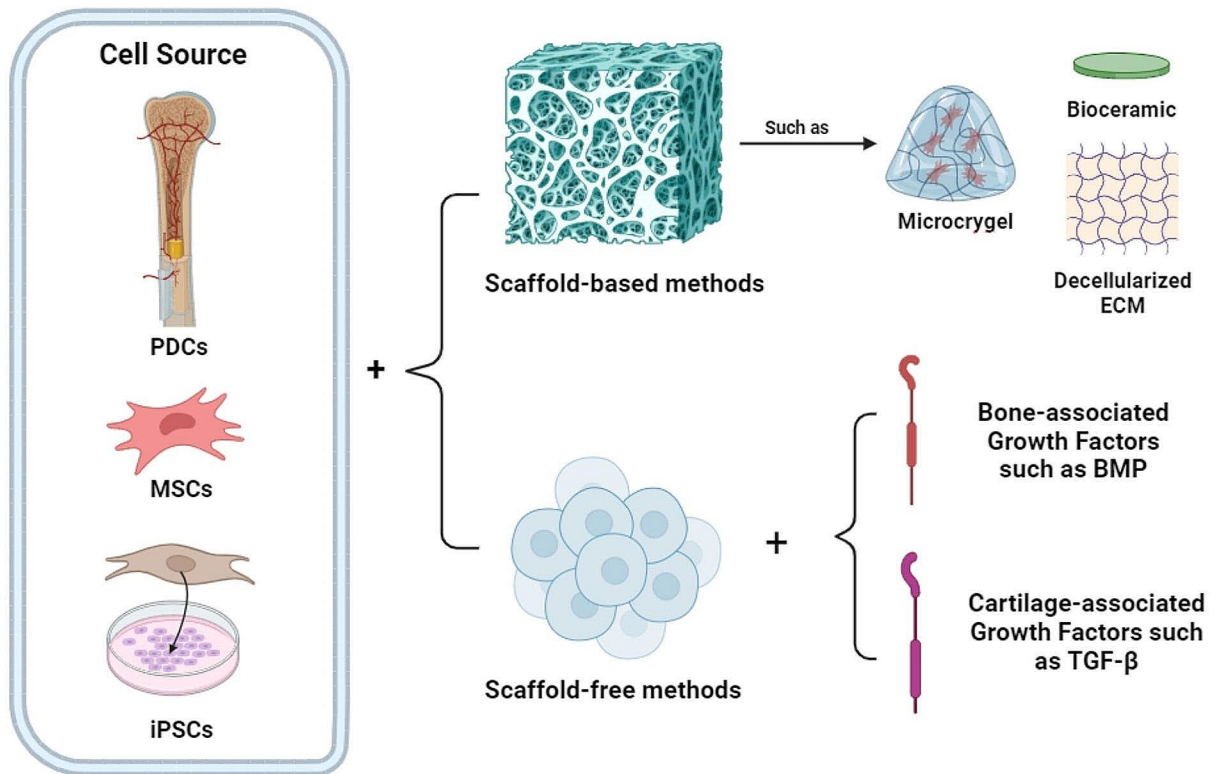 Cell Source
PDCs
MSCs
iPSCs
+
Scaffold-based methods
Such as
Microcrygel
Bioceramic
Decellularized
ECM
Scaffold-free methods
+
Bone-associated
Growth Factors
such as BMP
Cartilage-associated
Growth Factors such
as TGF-β